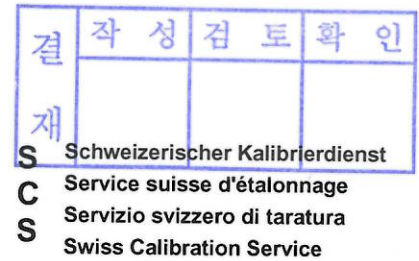 결재 작성 검토 확인
S Schweizerischer Kalibrierdienst
C Service suisse d'étalonnage
S Servizio svizzero di taratura
Swiss Calibration Service